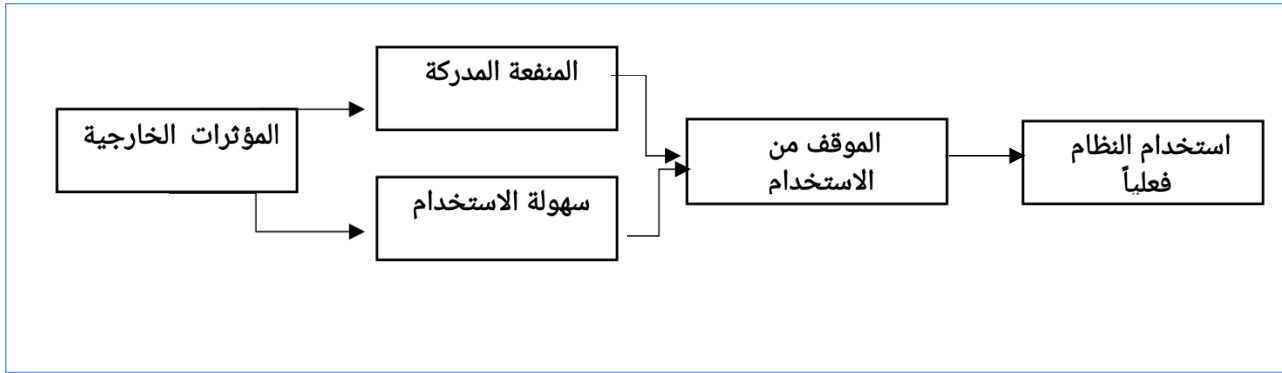 المؤثرات الخارجية
المنفعة المدركة
سهولة الاستخدام
الموقف من
الاستخدام
استخدام النظام
فعلياً